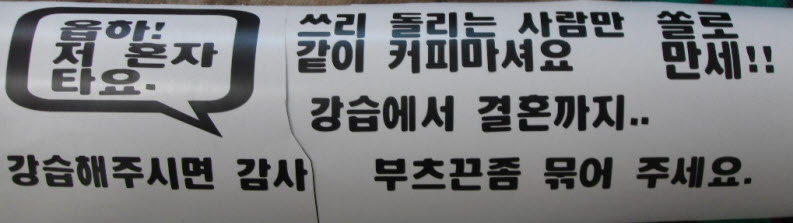 욥하!
저 혼자
타요.
쓰리 돌리는 사람만
같이 커피마셔요
쏠로
만세!!
강습에서 결혼까지..
강습해주시면 감사
부츠끈좀 묶어 주세요.